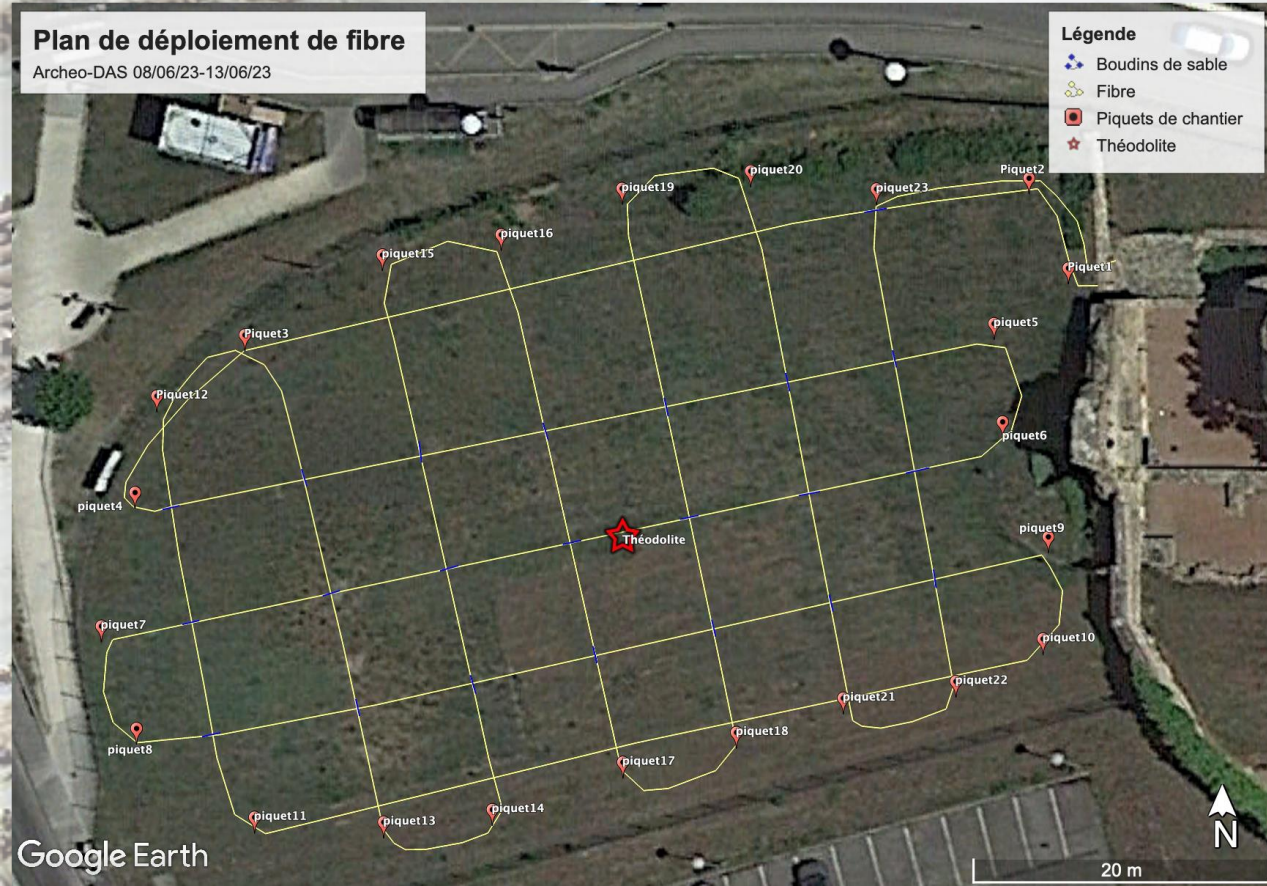 Plan de déploiement de fibre
Archeo-DAS 08/06/23-13/06/23
Légende
Boudins de sable
Fibre
Piquets de chantier
Théodolite
piquet20
Piquet2
piquet19
piquet23
piquet16
piquet15
Piquet1
piquet5
Piquet3
Piquet12
piquet6
piquet4
piquet9
Théodolite
piquet7
piquet10
piquet22
piquet21
piquet18
piquet8
piquet17
piquet14
piquet11
piquet13
Google Earth
N
20 m